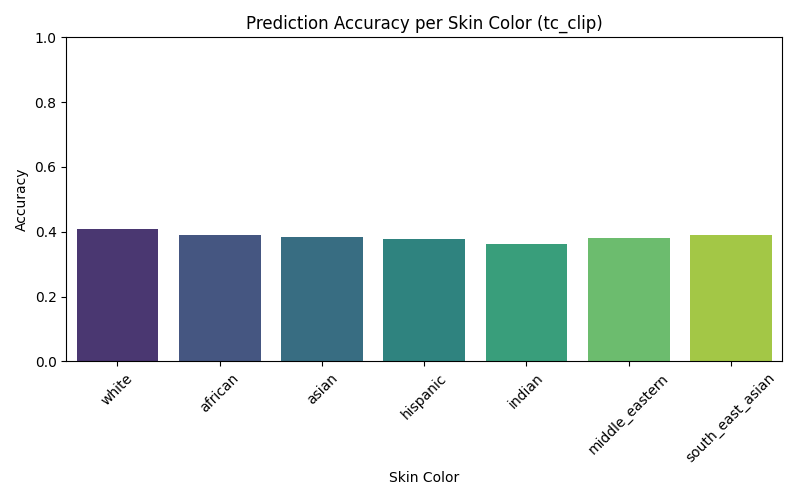 Prediction Accuracy per Skin Color (tc_clip)
Accuracy
1.0
0.8
0.6
0.4
0.2
0.0
white
african
asian
hispanic
indian
middle_eastern
south_east_asian
Skin Color